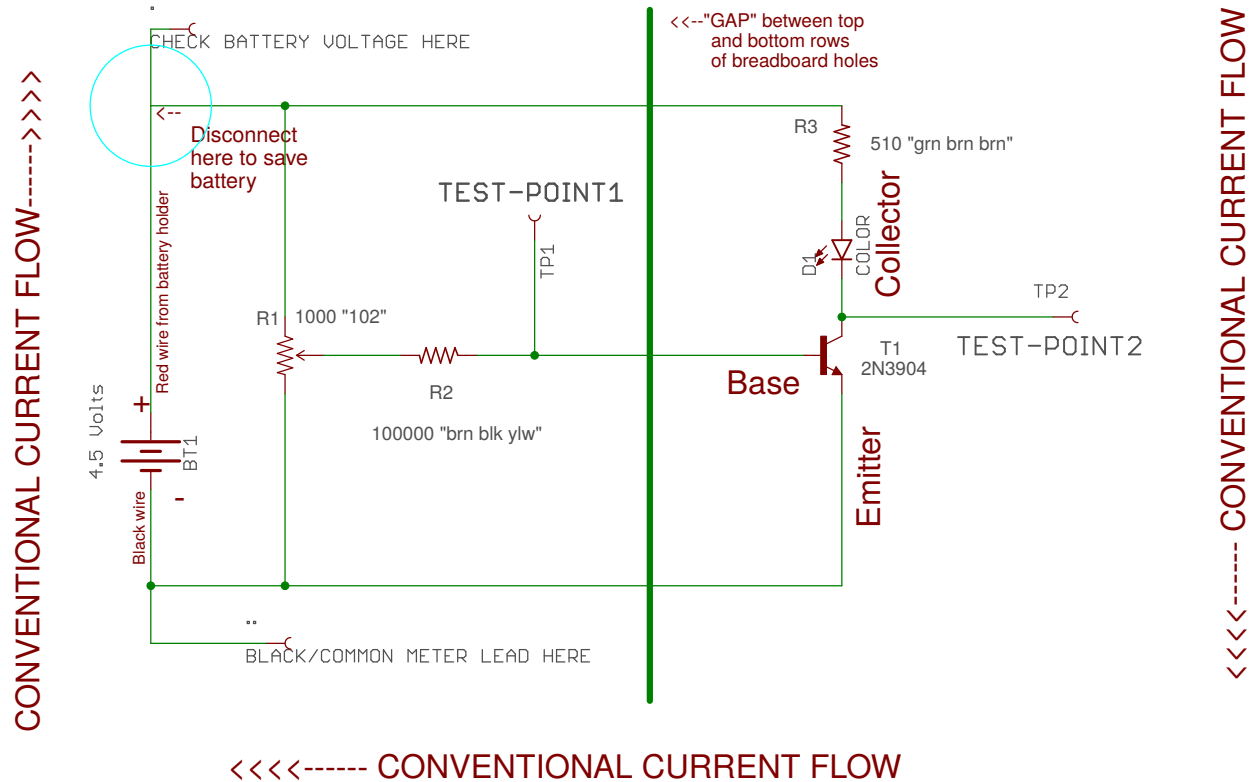 CHECK BATTERY VOLTAGE HERE
<<--"GAP" between top
and bottom rows
of breadboard holes
<--
Disconnect
here to save
battery
CONVENTIONAL CURRENT FLOW------>>>>
Red wire from battery holder
TEST-POINT1
TP1
R3
510 "grn brn brn"
Collector
D1
COLOR
TP2
TEST-POINT2
R1
1000 "102"
R2
100000 "brn blk ylw"
Base
T1
2N3904
Emitter
4.5 Volts
+
BT1
-
Black wire
BLACK/COMMON METER LEAD HERE
<<<<------ CONVENTIONAL CURRENT FLOW
<<<<------ CONVENTIONAL CURRENT FLOW